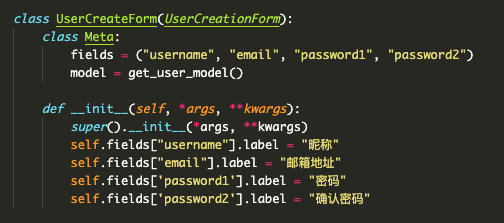 class UserCreateForm(UserCreationForm):
    class Meta:
        fields = ("username", "email", "password1", "password2")
        model = get_user_model()

    def __init__(self, *args, **kwargs):
        super().__init__(*args, **kwargs)
        self.fields["username"].label = "昵称"
        self.fields["email"].label = "邮箱地址"
        self.fields['password1'].label = "密码"
        self.fields['password2'].label = "确认密码"